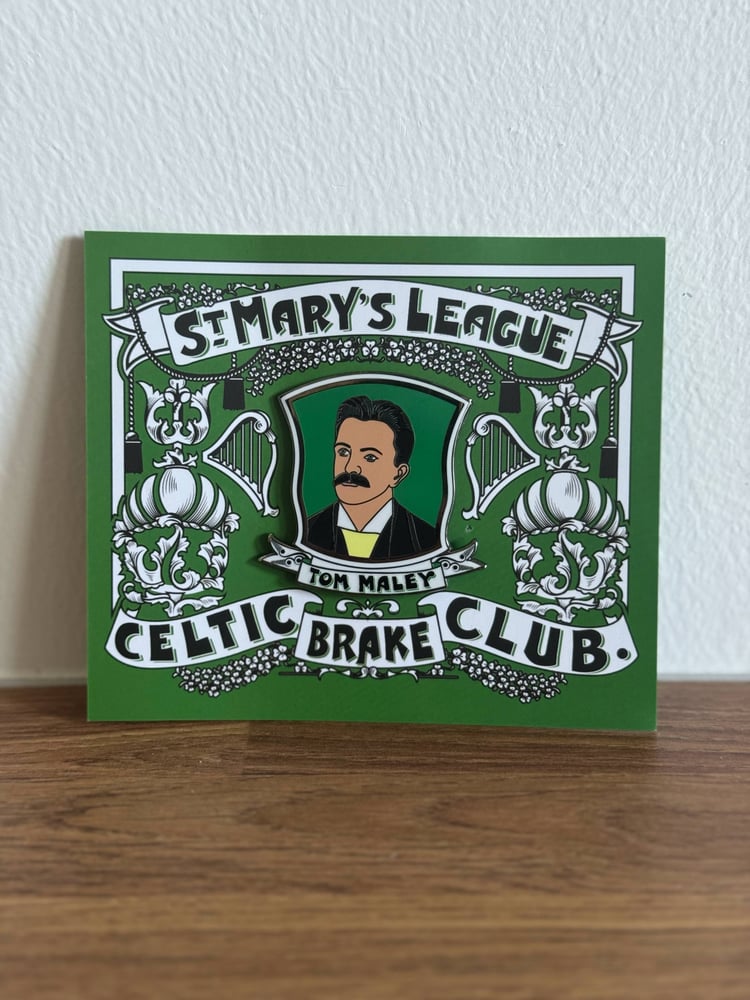 ST MARY'S LEAGUE
TOM MALEY
CELTIC BRAKE CLUB.